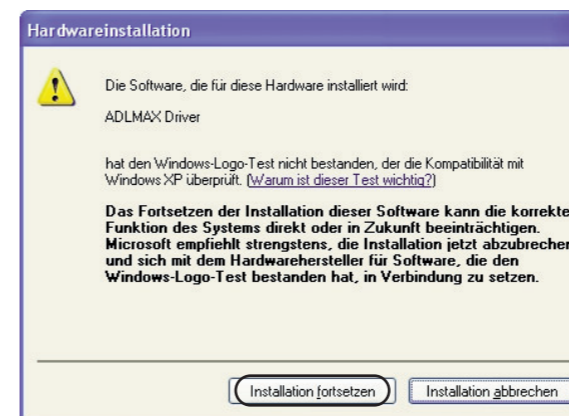 Hardwareinstallation
Die Software, die für diese Hardware installiert wird:
ADLMAX Driver
hat den Windows-Logo-Test nicht bestanden, der die Kompatibilität mit
Windows XP überprüft. (Warum ist dieser Test wichtig?)
Das Fortsetzen der Installation dieser Software kann die korrekte
Funktion des Systems direkt oder in Zukunft beeinträchtigen.
Microsoft empfiehlt strengstens, die Installation jetzt abzubrechen
und sich mit dem Hardwarehersteller für Software, die den
Windows-Logo-Test bestanden hat, in Verbindung zu setzen.
Installation fortsetzen Installation abbrechen